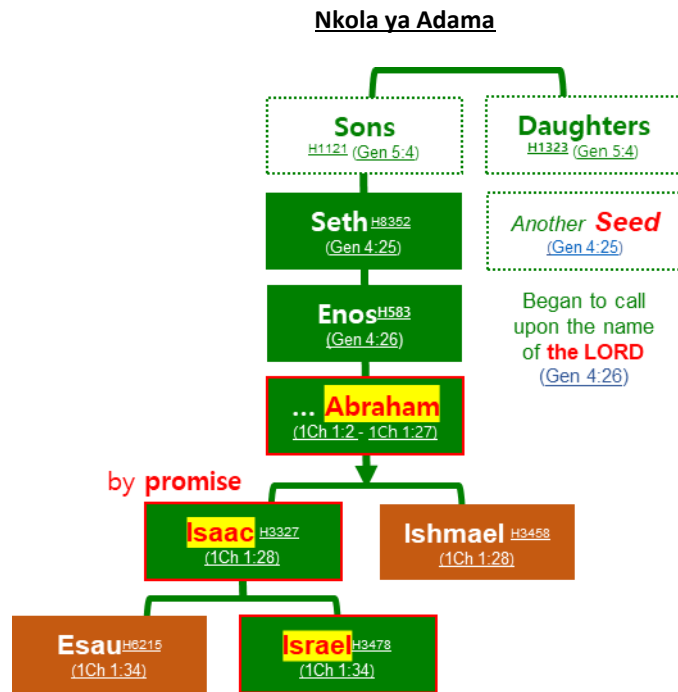 Nkola ya Adama
Sons
H1121 (Gen 5:4)
Daughters
H1323 (Gen 5:4)
Seth H8352
(Gen 4:25)
Another Seed
(Gen 4:25)
Enos H583
(Gen 4:26)
Began to call
upon the name
of the LORD
(Gen 4:26)
... Abraham
(1Ch 1:2 - 1Ch 1:27)
by promise
Isaac H3327
(1Ch 1:28)
Ishmael H3458
(1Ch 1:28)
Esau H6215
(1Ch 1:34)
Israel H3478
(1Ch 1:34)